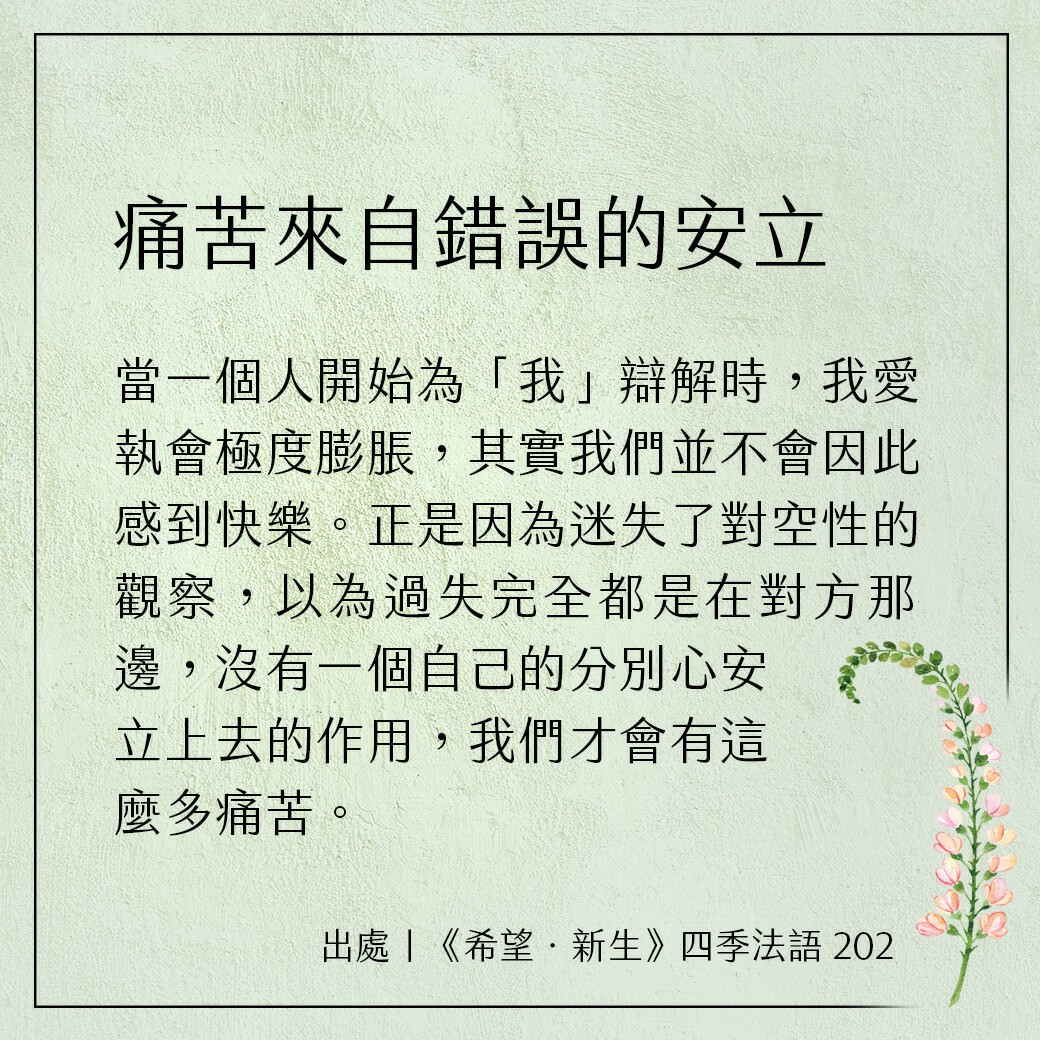 痛苦來自錯誤的安立
當一個人開始為「我」辯解時，我愛
執會極度膨脹，其實我們並不會因此
感到快樂。正是因為迷失了對空性的
觀察，以為過失完全都是在對方那
邊，沒有一個自己的分別心安
立上去的作用，我們才會有這
麼多痛苦。
出處｜《希望．新生》四季法語 202